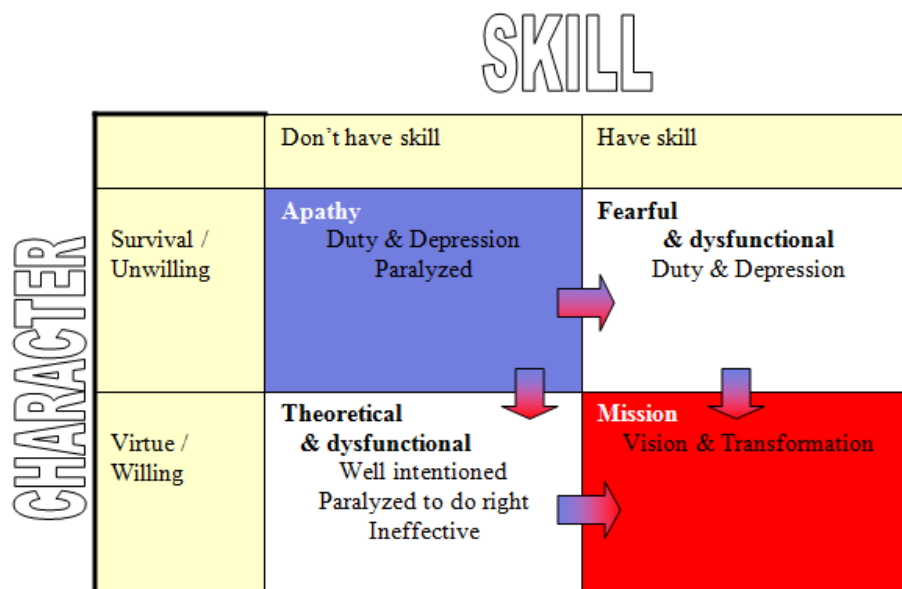 SKILL
CHARACTER
Don’t have skill
Have skill
Survival /
Unwilling
Apathy
Duty & Depression
Paralyzed
Fearful
& dysfunctional
Duty & Depression
Virtue /
Willing
Theoretical
& dysfunctional
Well intentioned
Paralyzed to do right
Ineffective
Mission
Vision & Transformation